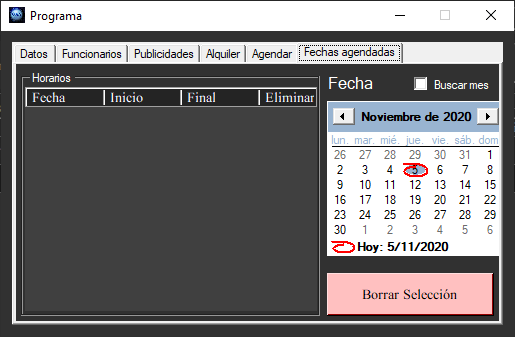 Programa
Datos Funcionarios Publicidades Alquiler Agendar Fechas agendadas
Horarios
Fecha Inicio Final Eliminar
Fecha
Buscar mes
Noviembre de 2020
lun. mar. mié. jue. vie. sáb. dom
26 27 28 29 30 31 1
2 3 4 5 6 7 8
9 10 11 12 13 14 15
16 17 18 19 20 21 22
23 24 25 26 27 28 29
30 1 2 3 4 5 6
Hoy: 5/11/2020
Borrar Selección